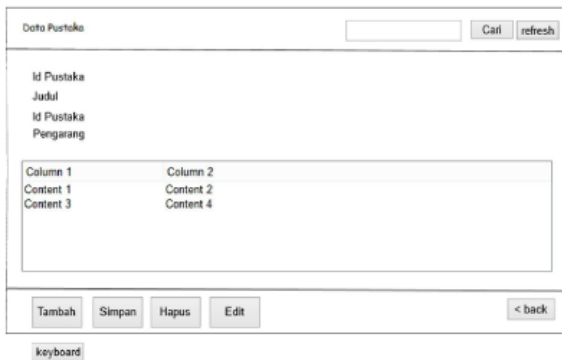 Data Pustaka Cari refresh
Id Pustaka
Judul
Id Pustaka
Pengarang
Column 1 Column 2
Content 1 Content 2
Content 3 Content 4
Tambah Simpan Hapus Edit < back
keyboard